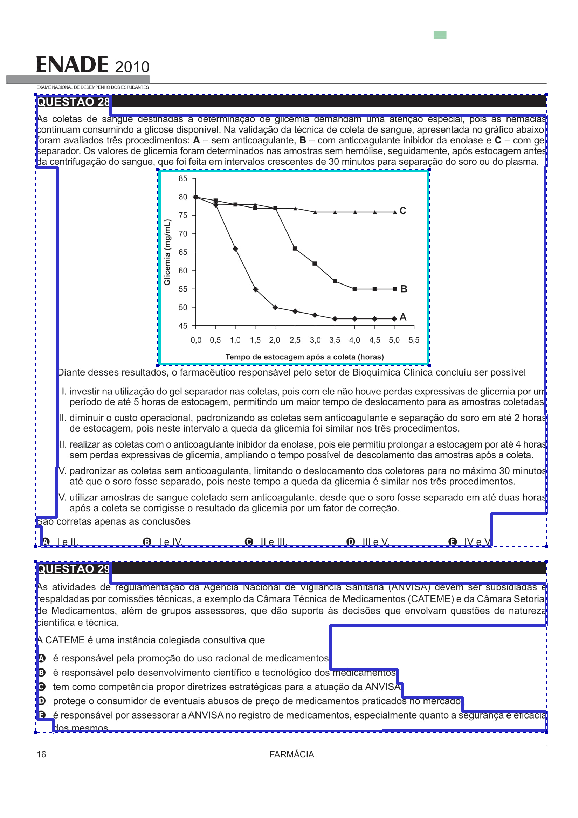 ENADE 2010
EXAME NACIONAL DE DESEMPENHO DOS ESTUDANTES
QUESTÃO 28
As coletas de sangue destinadas à determinação de glicemia demandam uma atenção especial, pois as hemácias
continuam consumindo a glicose disponível. Na validação da técnica de coleta de sangue, apresentada no gráfico abaixo,
foram avaliados três procedimentos: A – sem anticoagulante, B – com anticoagulante inibidor da enolase e C – com gel
separador. Os valores de glicemia foram determinados nas amostras sem hemólise, seguidamente, após estocagem antes
da centrifugação do sangue, que foi feita em intervalos crescentes de 30 minutos para separação do soro ou do plasma.
Glicemia (mg/mL)
85
80
75
70
65
60
55
50
45
C
B
A
0,0 0,5 1,0 1,5 2,0 2,5 3,0 3,5 4,0 4,5 5,0 5,5
Tempo de estocagem após a coleta (horas)
Diante desses resultados, o farmacêutico responsável pelo setor de Bioquímica Clínica concluiu ser possível
I. investir na utilização do gel separador nas coletas, pois com ele não houve perdas expressivas de glicemia por um
período de até 5 horas de estocagem, permitindo um maior tempo de deslocamento para as amostras coletadas.
II. diminuir o custo operacional, padronizando as coletas sem anticoagulante e separação do soro em até 2 horas
de estocagem, pois neste intervalo a queda da glicemia foi similar nos três procedimentos.
III. realizar as coletas com o anticoagulante inibidor da enolase, pois ele permitiu prolongar a estocagem por até 4 horas
sem perdas expressivas de glicemia, ampliando o tempo possível de descolamento das amostras após a coleta.
IV. padronizar as coletas sem anticoagulante, limitando o deslocamento dos coletores para no máximo 30 minutos
até que o soro fosse separado, pois neste tempo a queda da glicemia é similar nos três procedimentos.
V. utilizar amostras de sangue coletado sem anticoagulante, desde que o soro fosse separado em até duas horas
após a coleta e se corrigisse o resultado da glicemia por um fator de correção.
São corretas apenas as conclusões
A I e II. B I e IV. C II e III. D III e V. E IV e V.
QUESTÃO 29
As atividades de regulamentação da Agência Nacional de Vigilância Sanitária (ANVISA) devem ser subsidiadas e
respaldadas por comissões técnicas, a exemplo da Câmara Técnica de Medicamentos (CATEME) e da Câmara Setorial
de Medicamentos, além de grupos assessores, que dão suporte às decisões que envolvam questões de natureza
científica e técnica.
A CATEME é uma instância colegiada consultiva que
A é responsável pela promoção do uso racional de medicamentos.
B é responsável pelo desenvolvimento científico e tecnológico dos medicamentos.
C tem como competência propor diretrizes estratégicas para a atuação da ANVISA.
D protege o consumidor de eventuais abusos de preço de medicamentos praticados no mercado.
E é responsável por assessorar a ANVISA no registro de medicamentos, especialmente quanto a segurança e eficácia
dos mesmos.
16
FARMÁCIA